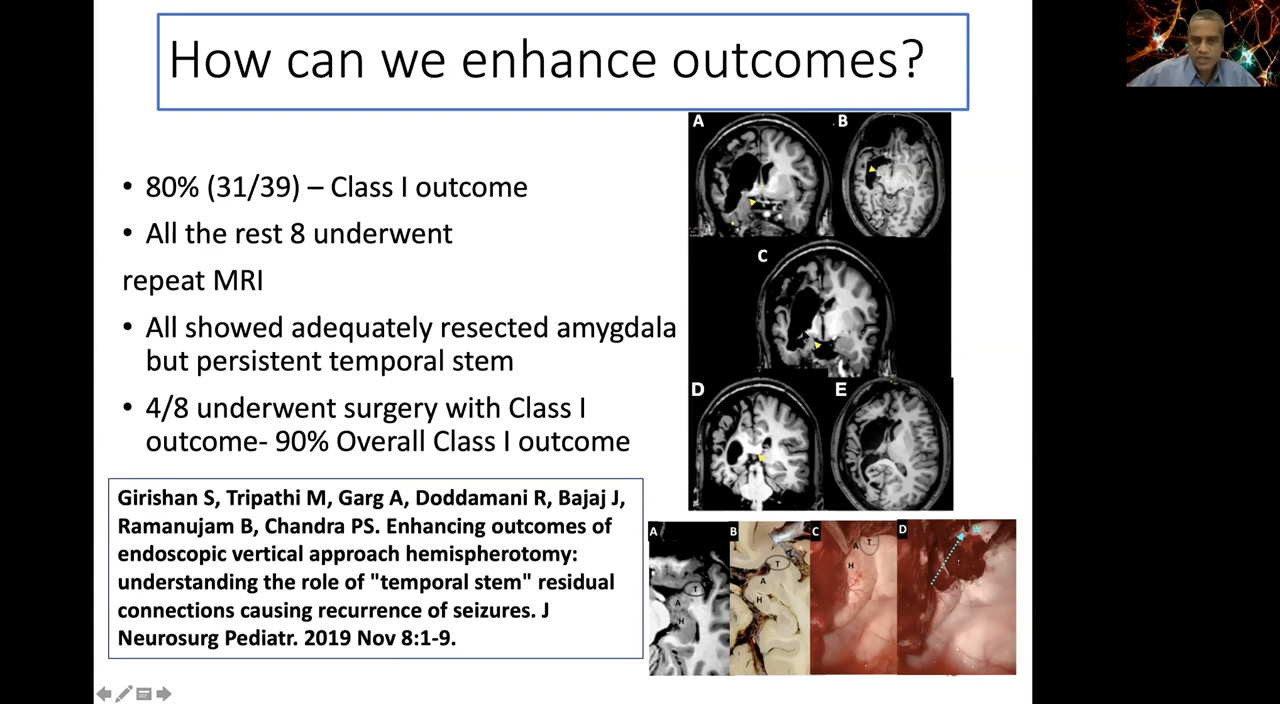 How can we enhance outcomes?
• 80% (31/39) – Class I outcome
• All the rest 8 underwent
repeat MRI
• All showed adequately resected amygdala
but persistent temporal stem
• 4/8 underwent surgery with Class I
outcome- 90% Overall Class I outcome
Girishan S, Tripathi M, Garg A, Doddamani R, Bajaj J,
Ramanujam B, Chandra PS. Enhancing outcomes of
endoscopic vertical approach hemispherotomy:
understanding the role of "temporal stem" residual
connections causing recurrence of seizures. J
Neurosurg Pediatr. 2019 Nov 8:1-9.
A
B
C
D
E
A
T
A
H
B
T
A
H
C
A
T
H
D